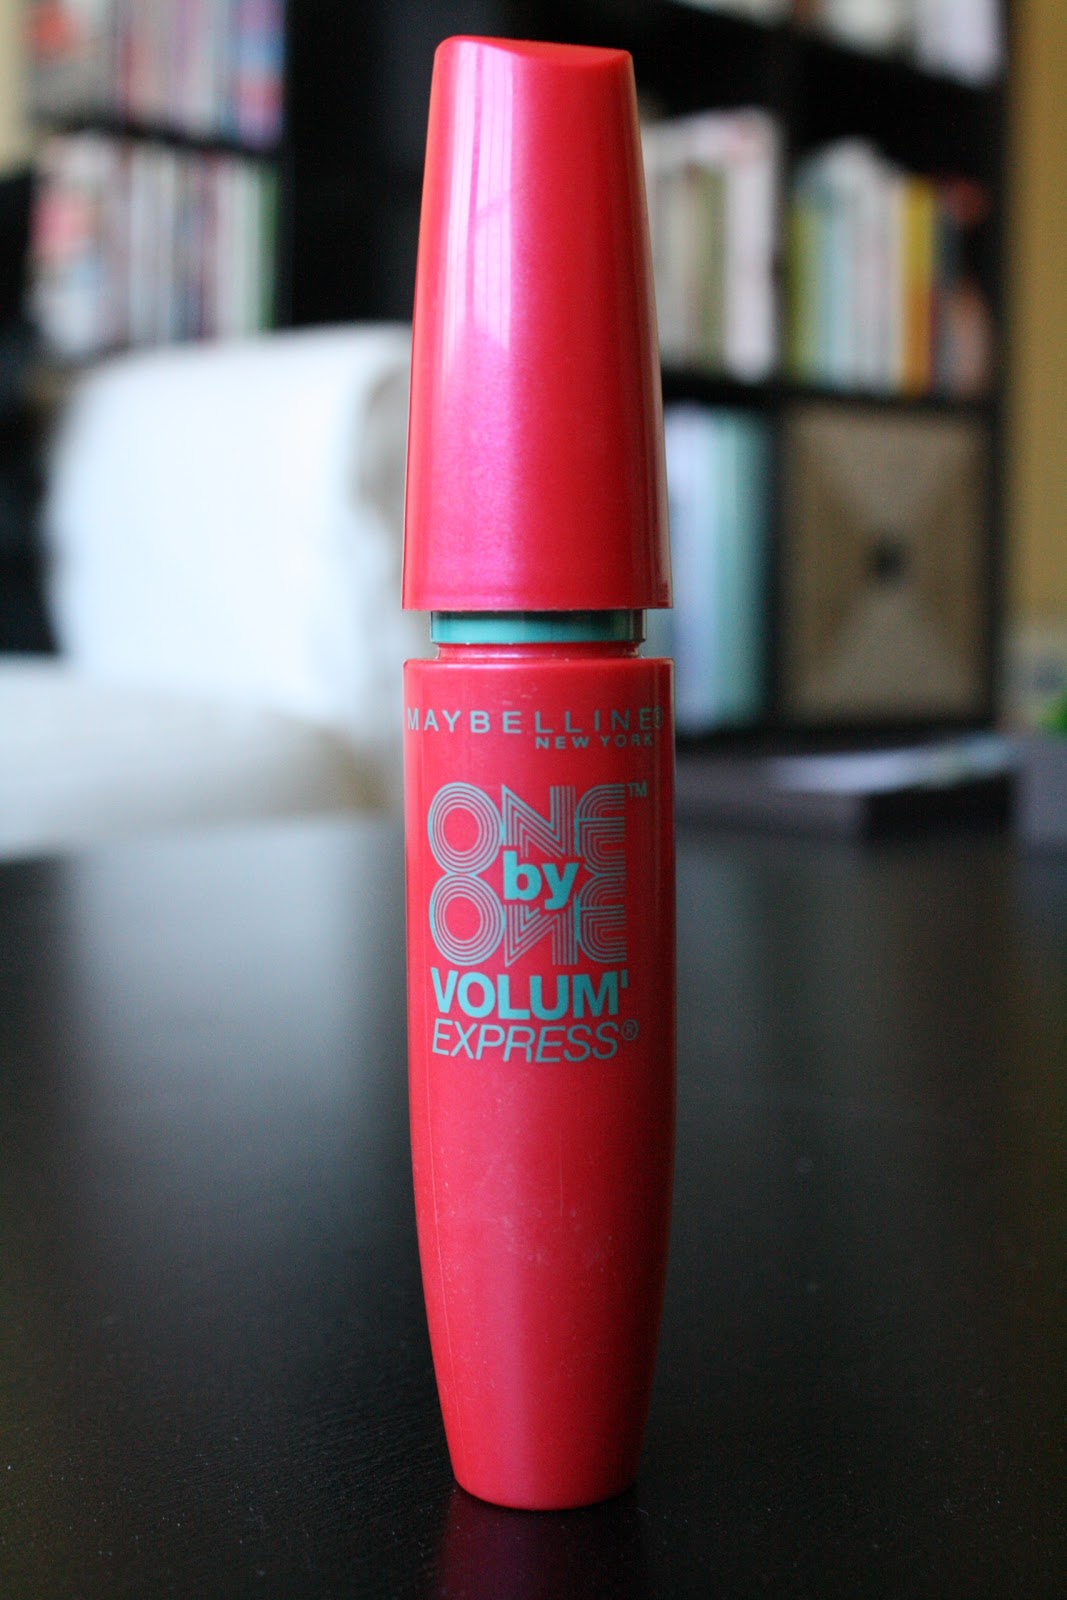 MAYBELLINE®
NEW YORK
ONE™
by
ONE
VOLUM'
EXPRESS®